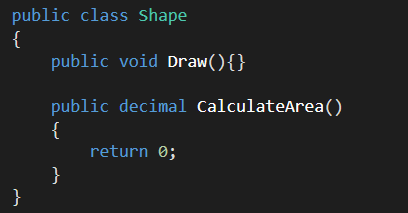 public class Shape
{
    public void Draw(){}

    public decimal CalculateArea()
    {
        return 0;
    }
}